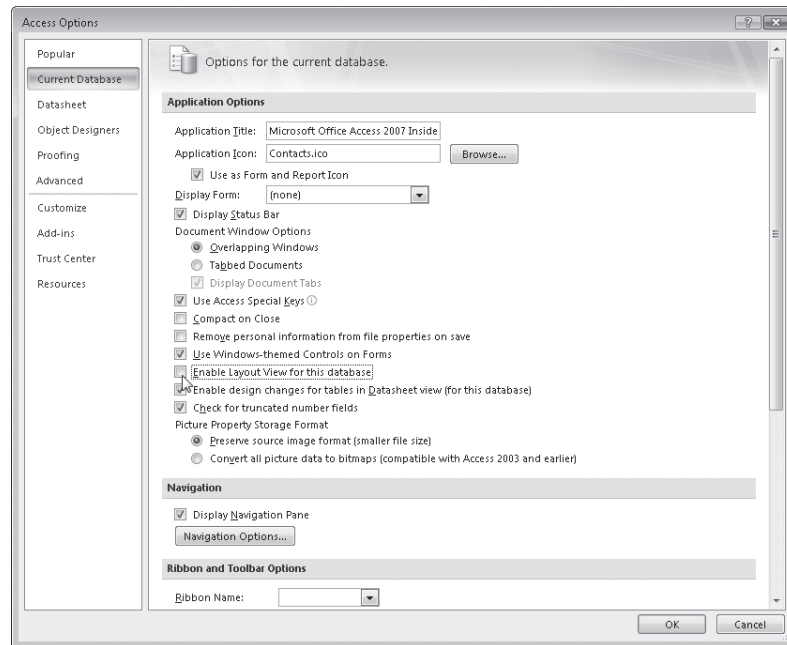 Access Options
Popular
Current Database
Datasheet
Object Designers
Proofing
Advanced
Customize
Add-ins
Trust Center
Resources
Options for the current database.
Application Options
Application Title: Microsoft Office Access 2007 Inside
Application Icon: Contacts.ico Browse...
Use as Form and Report Icon
Display Form: (none)
Display Status Bar
Document Window Options
Overlapping Windows
Tabbed Documents
Display Document Tabs
Use Access Special Keys
Compact on Close
Remove personal information from file properties on save
Use Windows-themed Controls on Forms
Enable Layout View for this database
Enable design changes for tables in Datasheet view (for this database)
Check for truncated number fields
Picture Property Storage Format
Preserve source image format (smaller file size)
Convert all picture data to bitmaps (compatible with Access 2003 and earlier)
Navigation
Display Navigation Pane
Navigation Options...
Ribbon and Toolbar Options
Ribbon Name:
OK Cancel